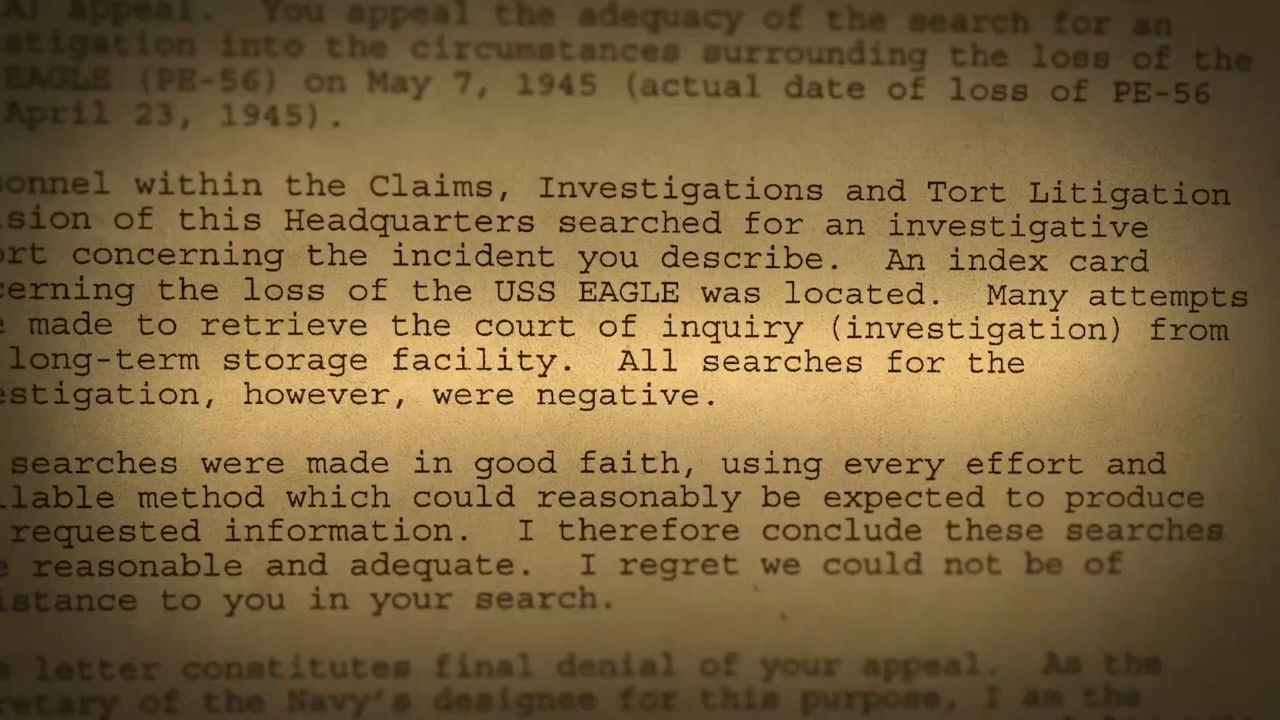 A) appeal.  You appeal the adequacy of the search for an
stigation into the circumstances surrounding the loss of the
EAGLE (PE-56) on May 7, 1945 (actual date of loss of PE-56
April 23, 1945).
onnel within the Claims, Investigations and Tort Litigation
sion of this Headquarters searched for an investigative
ort concerning the incident you describe.  An index card
cerning the loss of the USS EAGLE was located.  Many attempts
e made to retrieve the court of inquiry (investigation) from
long-term storage facility.  All searches for the
estigation, however, were negative.
searches were made in good faith, using every effort and
ilable method which could reasonably be expected to produce
requested information.  I therefore conclude these searches
e reasonable and adequate.  I regret we could not be of
istance to you in your search.
s letter constitutes final denial of your appeal.  As the
retary of the Navy's designee for this purpose, I am the